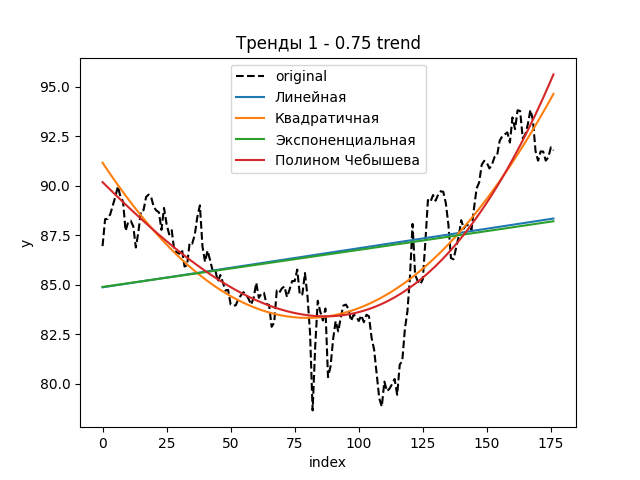 Тренды 1 - 0.75 trend
original
Линейная
Квадратичная
Экспоненциальная
Полином Чебышева
95.0
92.5
90.0
87.5
85.0
82.5
80.0
y
0 25 50 75 100 125 150 175
index